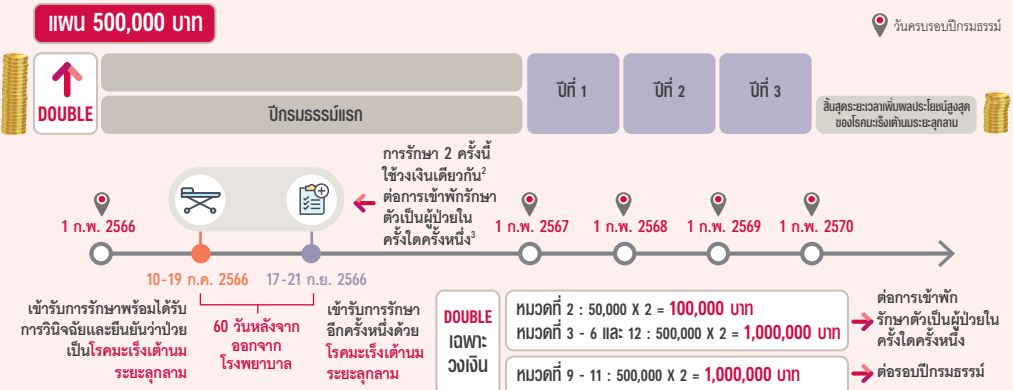 แผน 500,000 บาท
วันครบรอบปีกรมธรรม์
DOUBLE
ปีกรมธรรม์แรก
ปีที่ 1
ปีที่ 2
ปีที่ 3
สิ้นสุดระยะเวลาเพิ่มผลประโยชน์สูงสุด
ของโรคมะเร็งเต้านมระยะลุกลาม
การรักษา 2 ครั้งนี้
ใช้วงเงินเดียวกัน²
ต่อการเข้าพักรักษา
ตัวเป็นผู้ป่วยใน
ครั้งใดครั้งหนึ่ง³
1 ก.พ. 2566
1 ก.พ. 2567
1 ก.พ. 2568
1 ก.พ. 2569
1 ก.พ. 2570
10-19 ก.ค. 2566
17-21 ก.ย. 2566
เข้ารับการรักษาพร้อมได้รับ
การวินิจฉัยและยืนยันว่าป่วย
เป็นโรคมะเร็งเต้านม
ระยะลุกลาม
60 วันหลังจาก
ออกจาก
โรงพยาบาล
เข้ารับการรักษา
อีกครั้งหนึ่งด้วย
โรคมะเร็งเต้านม
ระยะลุกลาม
DOUBLE
เฉพาะ
วงเงิน
หมวดที่ 2 : 50,000 X 2 = 100,000 บาท
หมวดที่ 3 - 6 และ 12 : 500,000 X 2 = 1,000,000 บาท
ต่อการเข้าพัก
รักษาตัวเป็นผู้ป่วยใน
ครั้งใดครั้งหนึ่ง
หมวดที่ 9 - 11 : 500,000 X 2 = 1,000,000 บาท
ต่อรอบปีกรมธรรม์